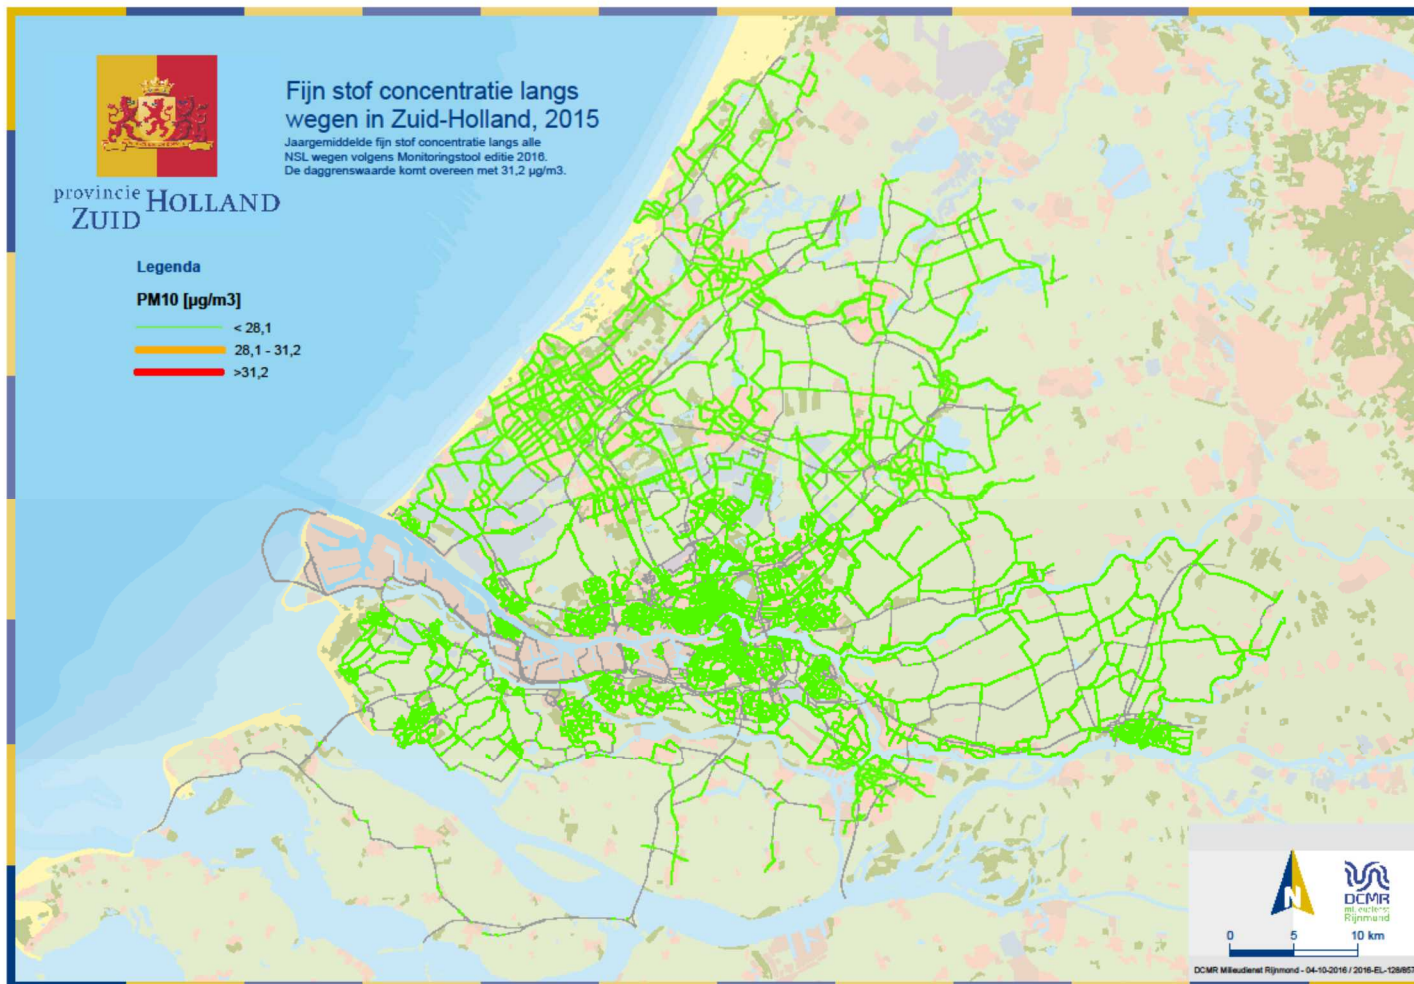 Fijn stof concentratie langs
wegen in Zuid-Holland, 2015
Jaargemiddelde fijn stof concentratie langs alle
NSL wegen volgens Monitoringstool editie 2016.
De daggrenswaarde komt overeen met 31,2 µg/m3.
provincie HOLLAND
ZUID
Legenda
PM10 [µg/m3]
< 28,1
28,1 - 31,2
>31,2
N
DCMR
milieudienst
Rijnmond
0 5 10 km
DCMR Milieudienst Rijnmond - 04-10-2016 / 2016-EL-128/857